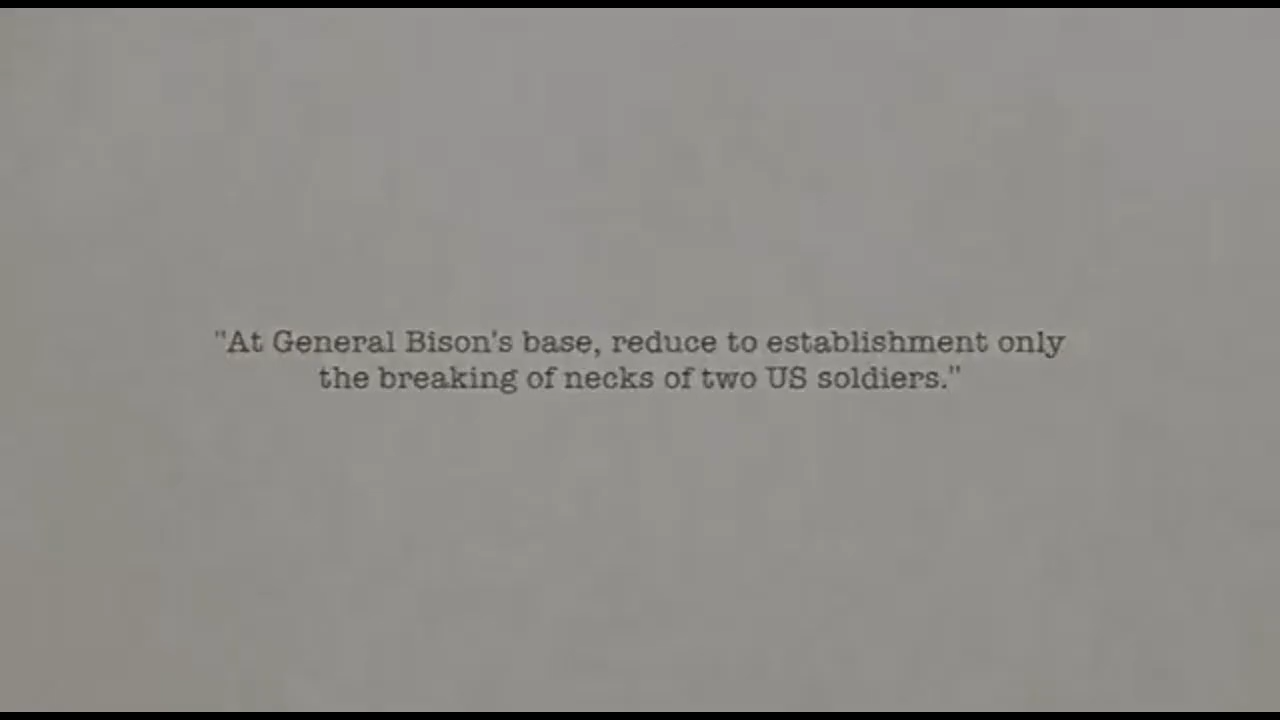 "At General Bison's base, reduce to establishment only
the breaking of necks of two US soldiers."